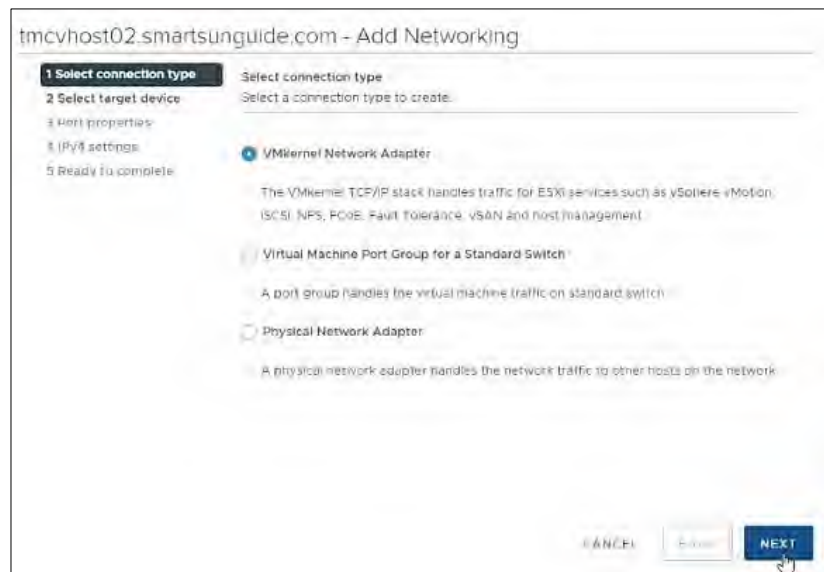 tmcvhost02.smartsunguide.com - Add Networking
1 Select connection type
2 Select target device
3 Port properties
4 IPv4 settings
5 Ready to complete
Select connection type
Select a connection type to create.
VMkernel Network Adapter
The VMkernel TCP/IP stack handles traffic for ESXi services such as vSphere vMotion,
iSCSI, NFS, FCoE, Fault Tolerance, vSAN and host management.
Virtual Machine Port Group for a Standard Switch
A port group handles the virtual machine traffic on standard switch.
Physical Network Adapter
A physical network adapter handles the network traffic to other hosts on the network.
CANCEL
BACK
NEXT